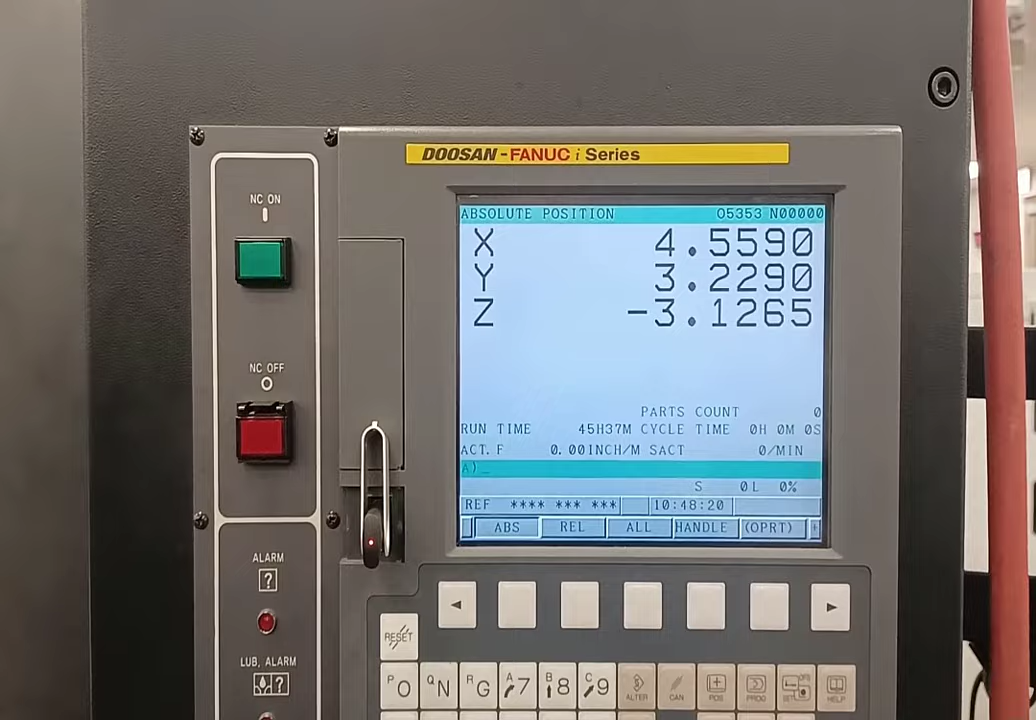 DOOSAN-FANUC i Series
NC ON
NC OFF
ALARM
?
LUB, ALARM
?
ABSOLUTE POSITION O5353 N00000
X 4.5590
Y 3.2290
Z -3.1265
PARTS COUNT 0
RUN TIME 45H37M CYCLE TIME 0H 0M 0S
ACT.F 0.00INCH/M SACT 0/MIN
A)_
S 0 L 0%
REF **** *** *** 10:48:20
ABS REL ALL HANDLE (OPRT) +
RESET
P O Q N R G A 7 B 8 C 9 ALTER CAN POS PROG HELP